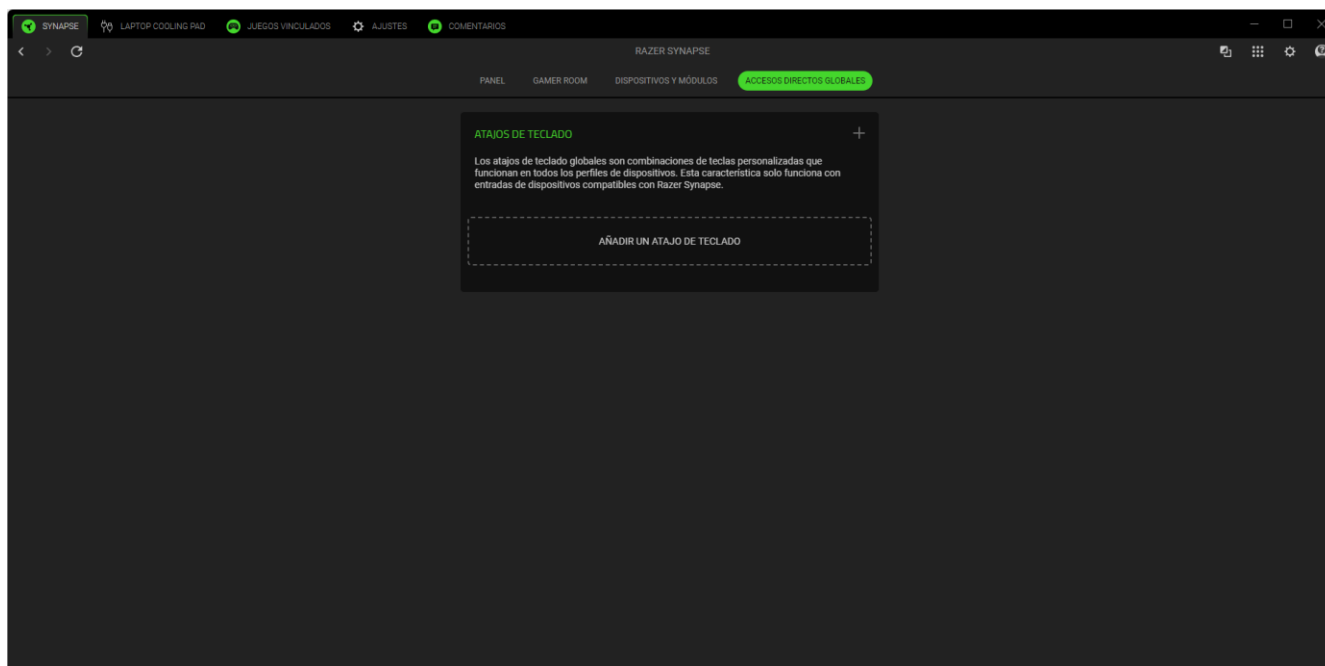 SYNAPSE LAPTOP COOLING PAD JUEGOS VINCULADOS AJUSTES COMENTARIOS
RAZER SYNAPSE
PANEL GAMER ROOM DISPOSITIVOS Y MÓDULOS ACCESOS DIRECTOS GLOBALES
ATAJOS DE TECLADO
Los atajos de teclado globales son combinaciones de teclas personalizadas que
funcionan en todos los perfiles de dispositivos. Esta característica solo funciona con
entradas de dispositivos compatibles con Razer Synapse.
AÑADIR UN ATAJO DE TECLADO